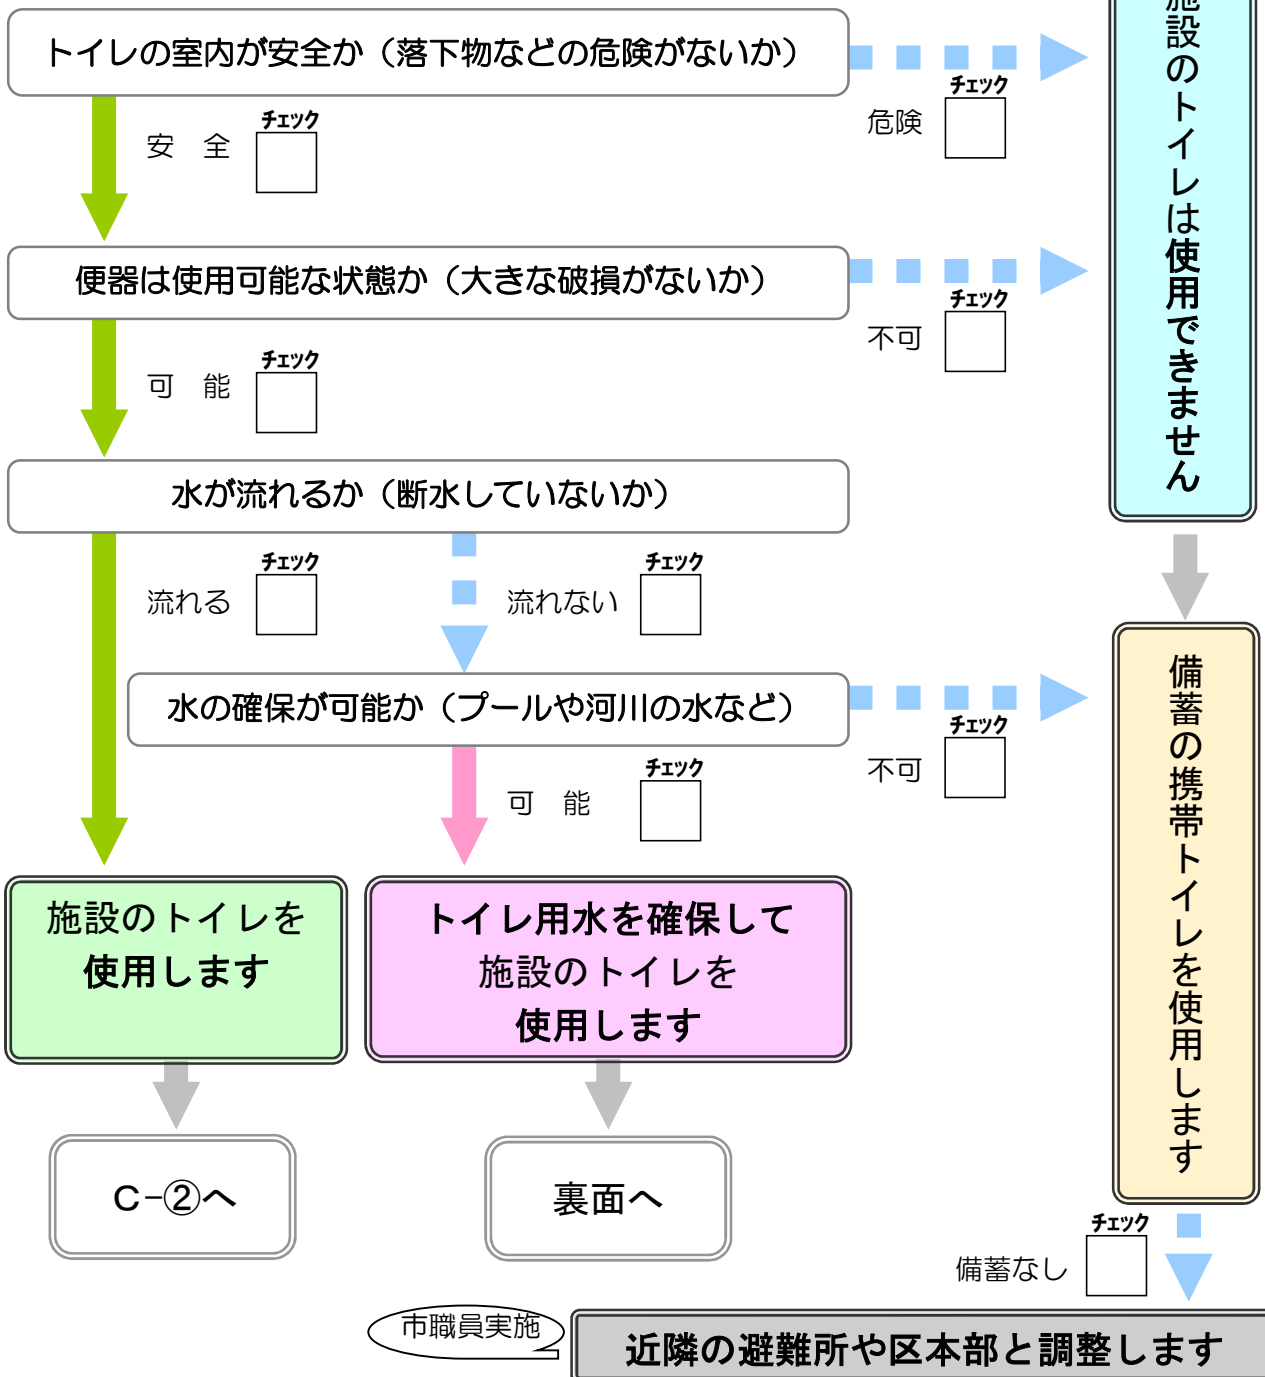 トイレの室内が安全か（落下物などの危険がないか）
チェック
安　全
チェック
危険
施設のトイレは使用できません
便器は使用可能な状態か（大きな破損がないか）
チェック
可　能
チェック
不可
水が流れるか（断水していないか）
チェック
流れる
チェック
流れない
水の確保が可能か（プールや河川の水など）
チェック
可　能
チェック
不可
備蓄の携帯トイレを使用します
施設のトイレを
使用します
トイレ用水を確保して
施設のトイレを
使用します
C-②へ
裏面へ
チェック
備蓄なし
市職員実施
近隣の避難所や区本部と調整します